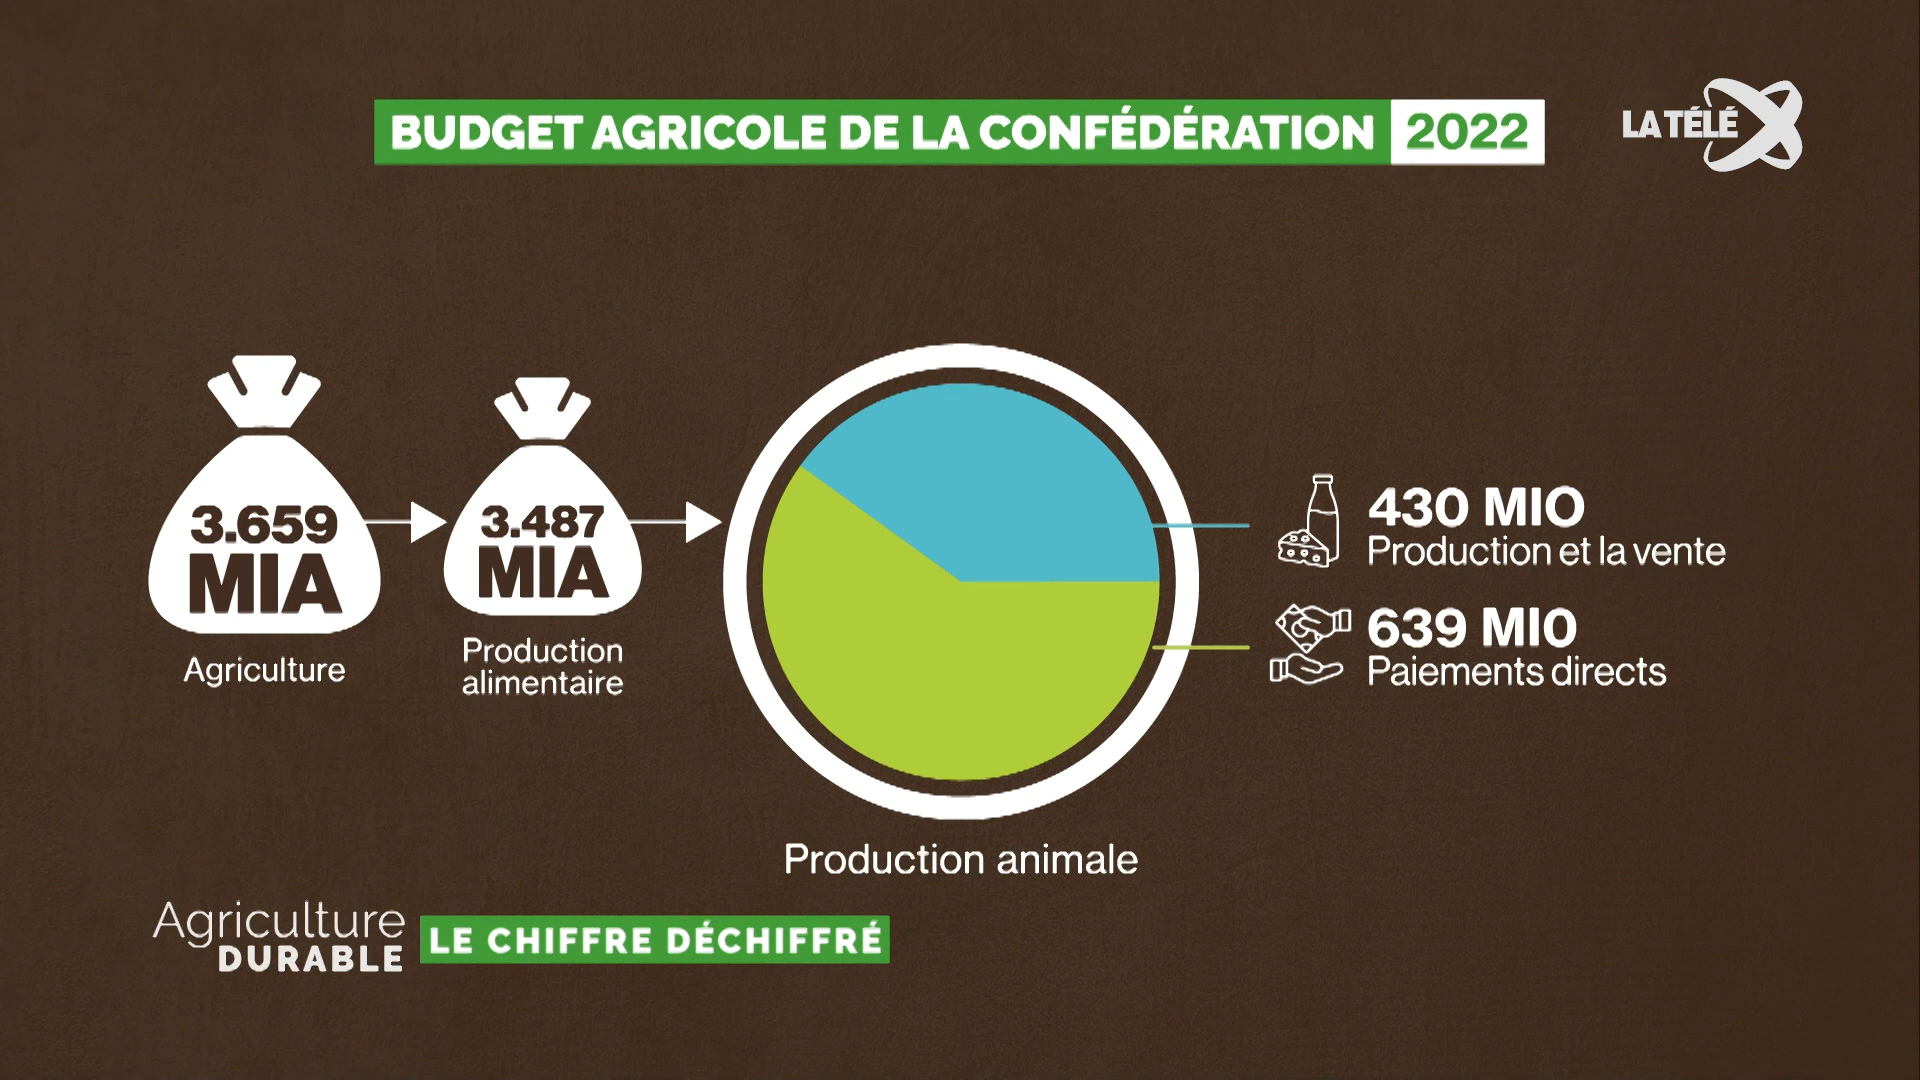 BUDGET AGRICOLE DE LA CONFÉDÉRATION 2022
LA TÉLÉ
3.659
MIA
Agriculture
3.487
MIA
Production
alimentaire
430 MIO
Production et la vente
639 MIO
Paiements directs
Production animale
Agriculture
DURABLE
LE CHIFFRE DÉCHIFFRÉ